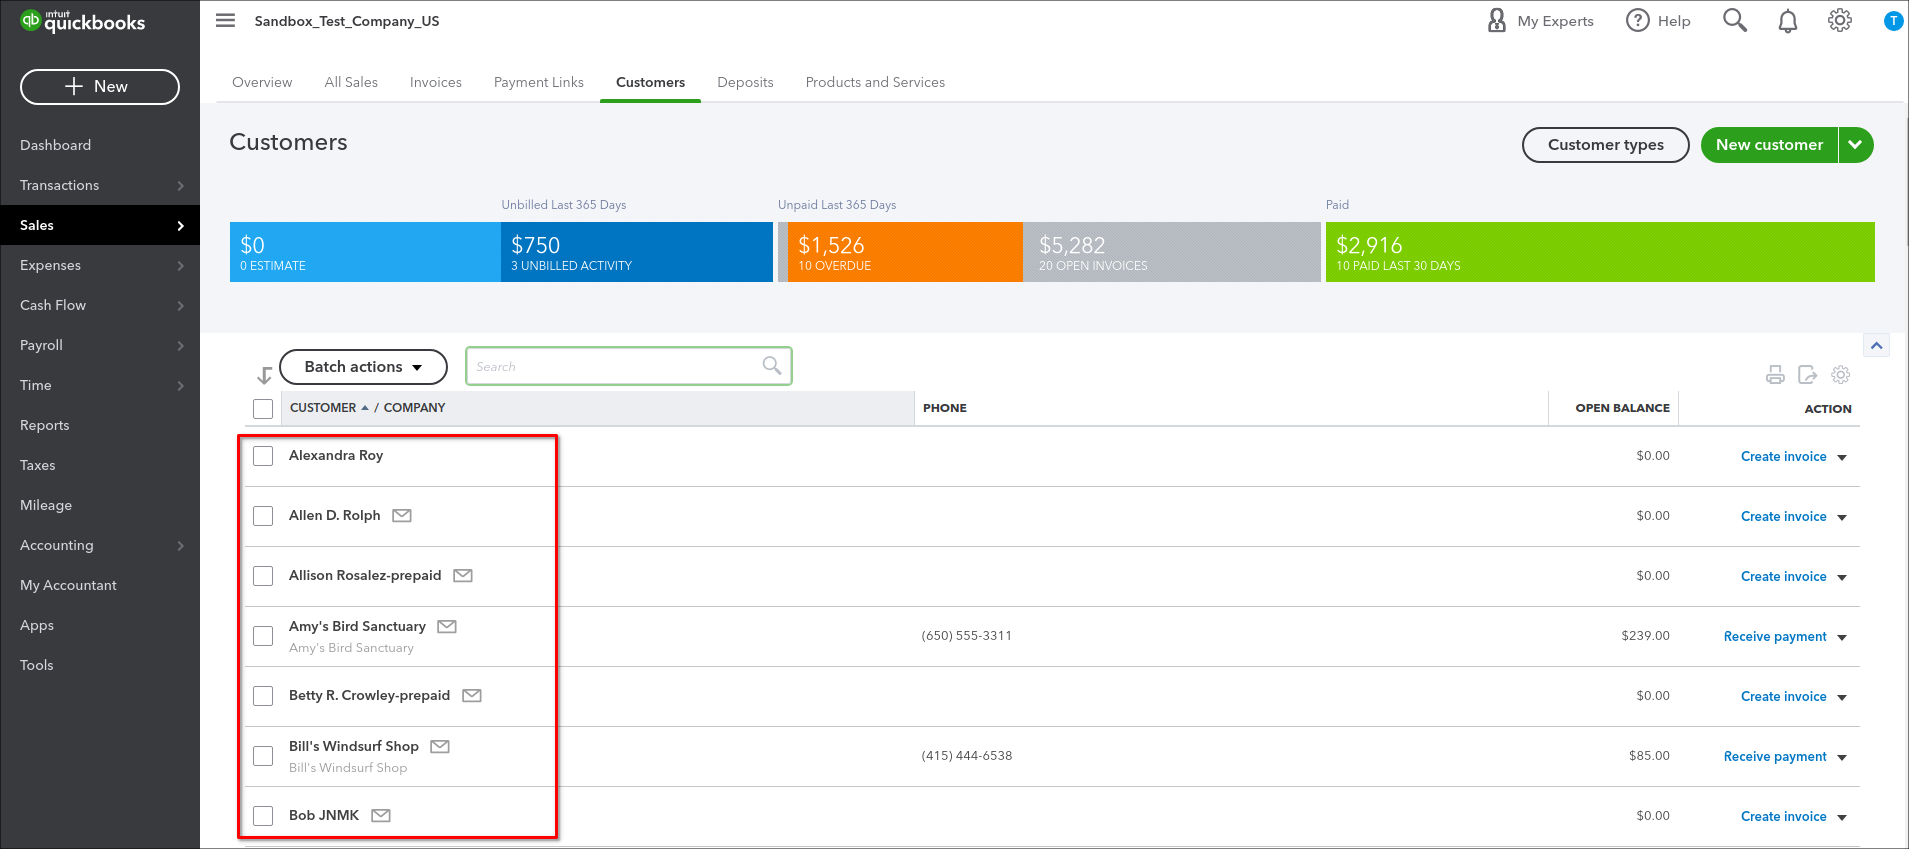 intuit
quickbooks
Sandbox_Test_Company_US
My Experts
Help
T
New
Dashboard
Transactions
Sales
Expenses
Cash Flow
Payroll
Time
Reports
Taxes
Mileage
Accounting
My Accountant
Apps
Tools
Overview All Sales Invoices Payment Links Customers Deposits Products and Services
Customers
Customer types
New customer
Unbilled Last 365 Days
Unpaid Last 365 Days
Paid
$0
0 ESTIMATE
$750
3 UNBILLED ACTIVITY
$1,526
10 OVERDUE
$5,282
20 OPEN INVOICES
$2,916
10 PAID LAST 30 DAYS
Batch actions
Search
CUSTOMER / COMPANY PHONE OPEN BALANCE ACTION
Alexandra Roy $0.00 Create invoice
Allen D. Rolph $0.00 Create invoice
Allison Rosalez-prepaid $0.00 Create invoice
Amy's Bird Sanctuary
Amy's Bird Sanctuary
(650) 555-3311 $239.00 Receive payment
Betty R. Crowley-prepaid $0.00 Create invoice
Bill's Windsurf Shop
Bill's Windsurf Shop
(415) 444-6538 $85.00 Receive payment
Bob JNMK $0.00 Create invoice